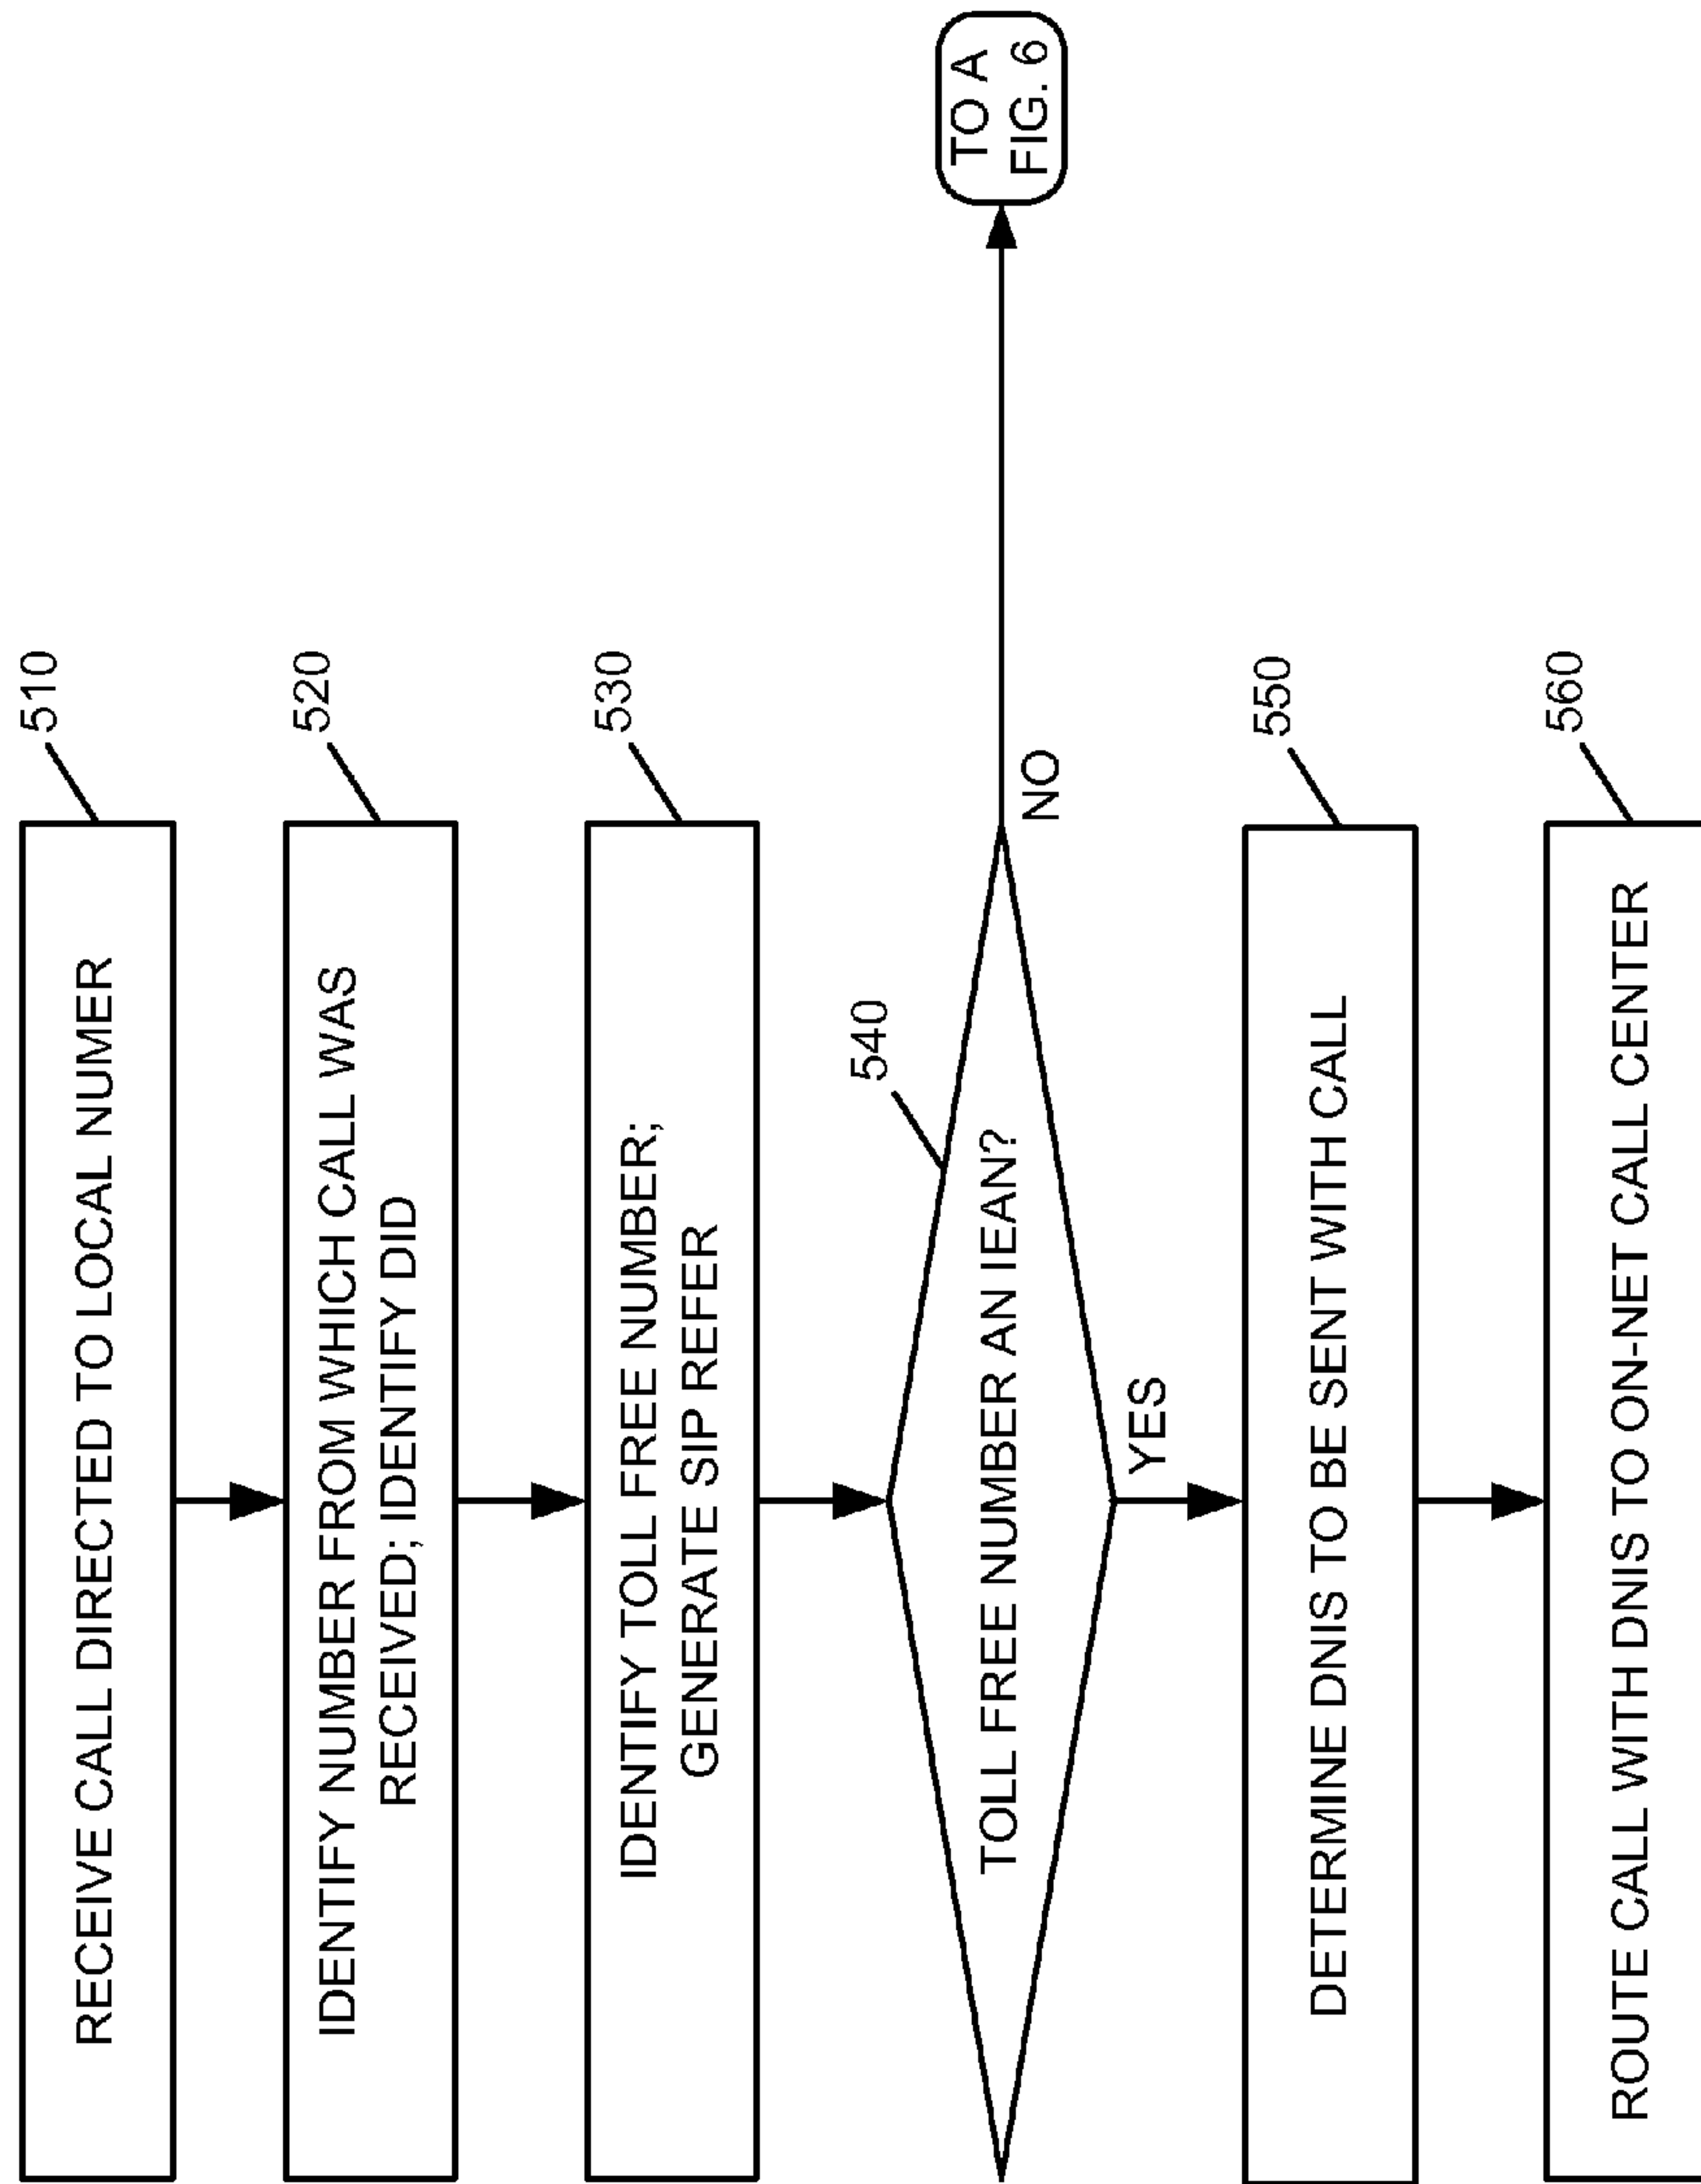 RECEIVE CALL DIRECTED TO LOCAL NUMER
510
IDENTIFY NUMBER FROM WHICH CALL WAS
RECEIVED; IDENTIFY DID
520
IDENTIFY TOLL FREE NUMBER;
GENERATE SIP REFER
530
TOLL FREE NUMBER AN IEAN?
540
NO
TO A
FIG. 6
YES
DETERMINE DNIS TO BE SENT WITH CALL
550
ROUTE CALL WITH DNIS TO ON-NET CALL CENTER
560